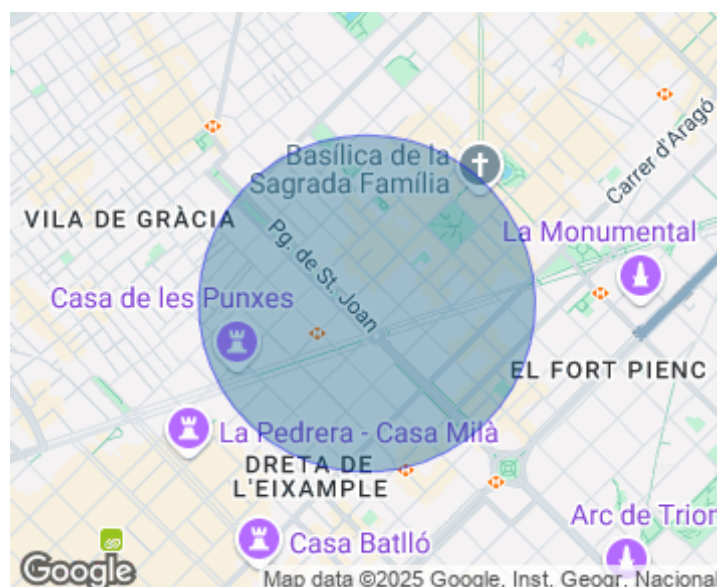 Basílica de la
Sagrada Família
Carrer d'Aragó
VILA DE GRÀCIA
Pg. de St. Joan
La Monumental
Casa de les Punxes
EL FORT PIENC
La Pedrera - Casa Milà
DRETA DE
L'EIXAMPLE
Arc de Trion
Casa Batlló
Google
Map data ©2025 Google, Inst. Geogr. Nacional